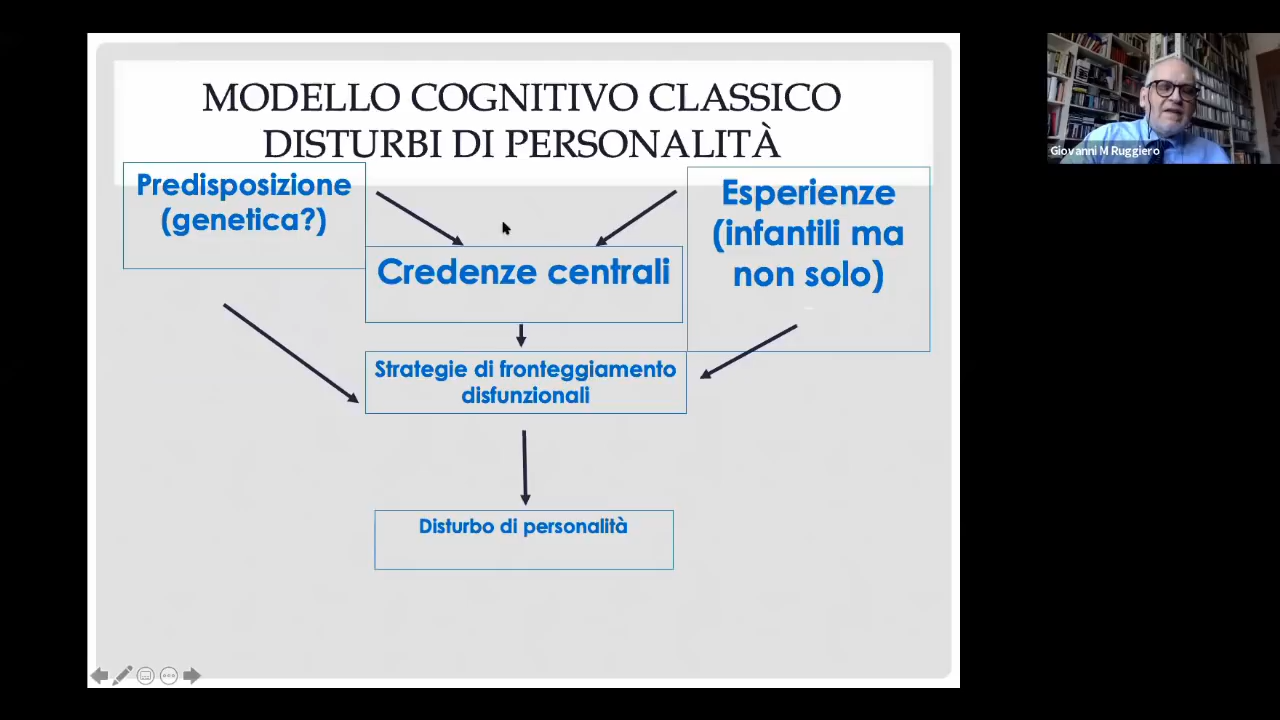 MODELLO COGNITIVO CLASSICO
DISTURBI DI PERSONALITÀ
Predisposizione
(genetica?)
Esperienze
(infantili ma
non solo)
Credenze centrali
Strategie di fronteggiamento
disfunzionali
Disturbo di personalità
Giovanni M Ruggiero